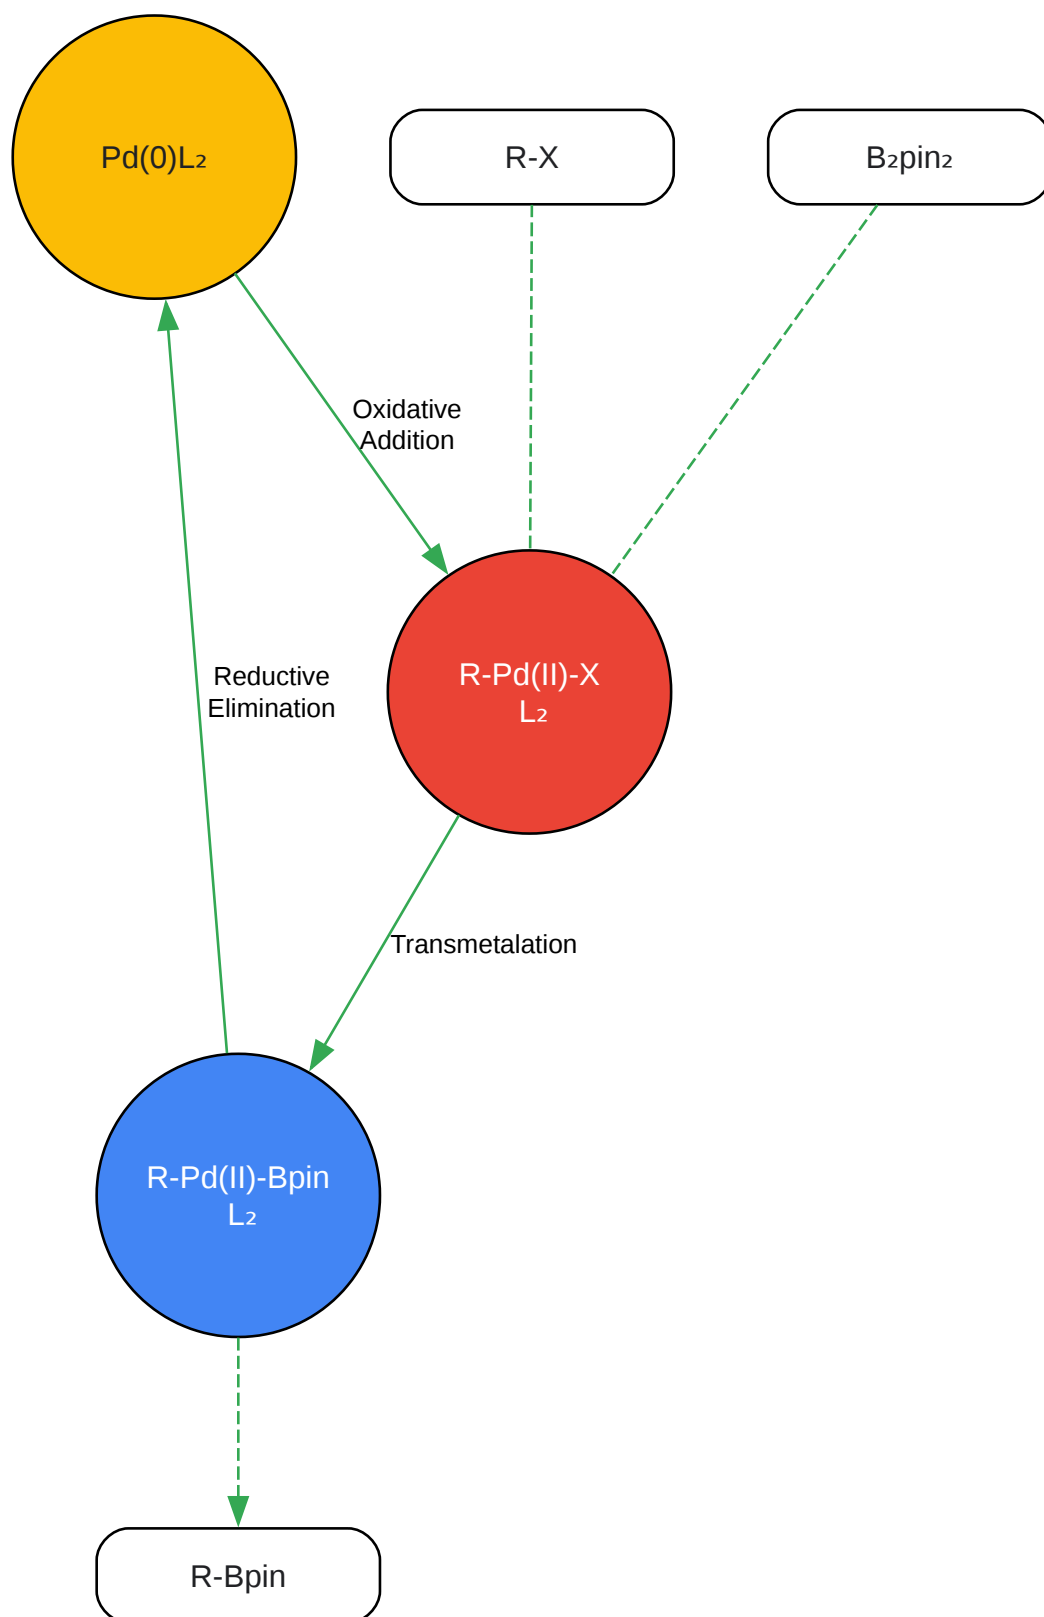 Pd(0)L₂
R-X
B₂pin₂
Oxidative
Addition
R-Pd(II)-X
L₂
Reductive
Elimination
Transmetalation
R-Pd(II)-Bpin
L₂
R-Bpin